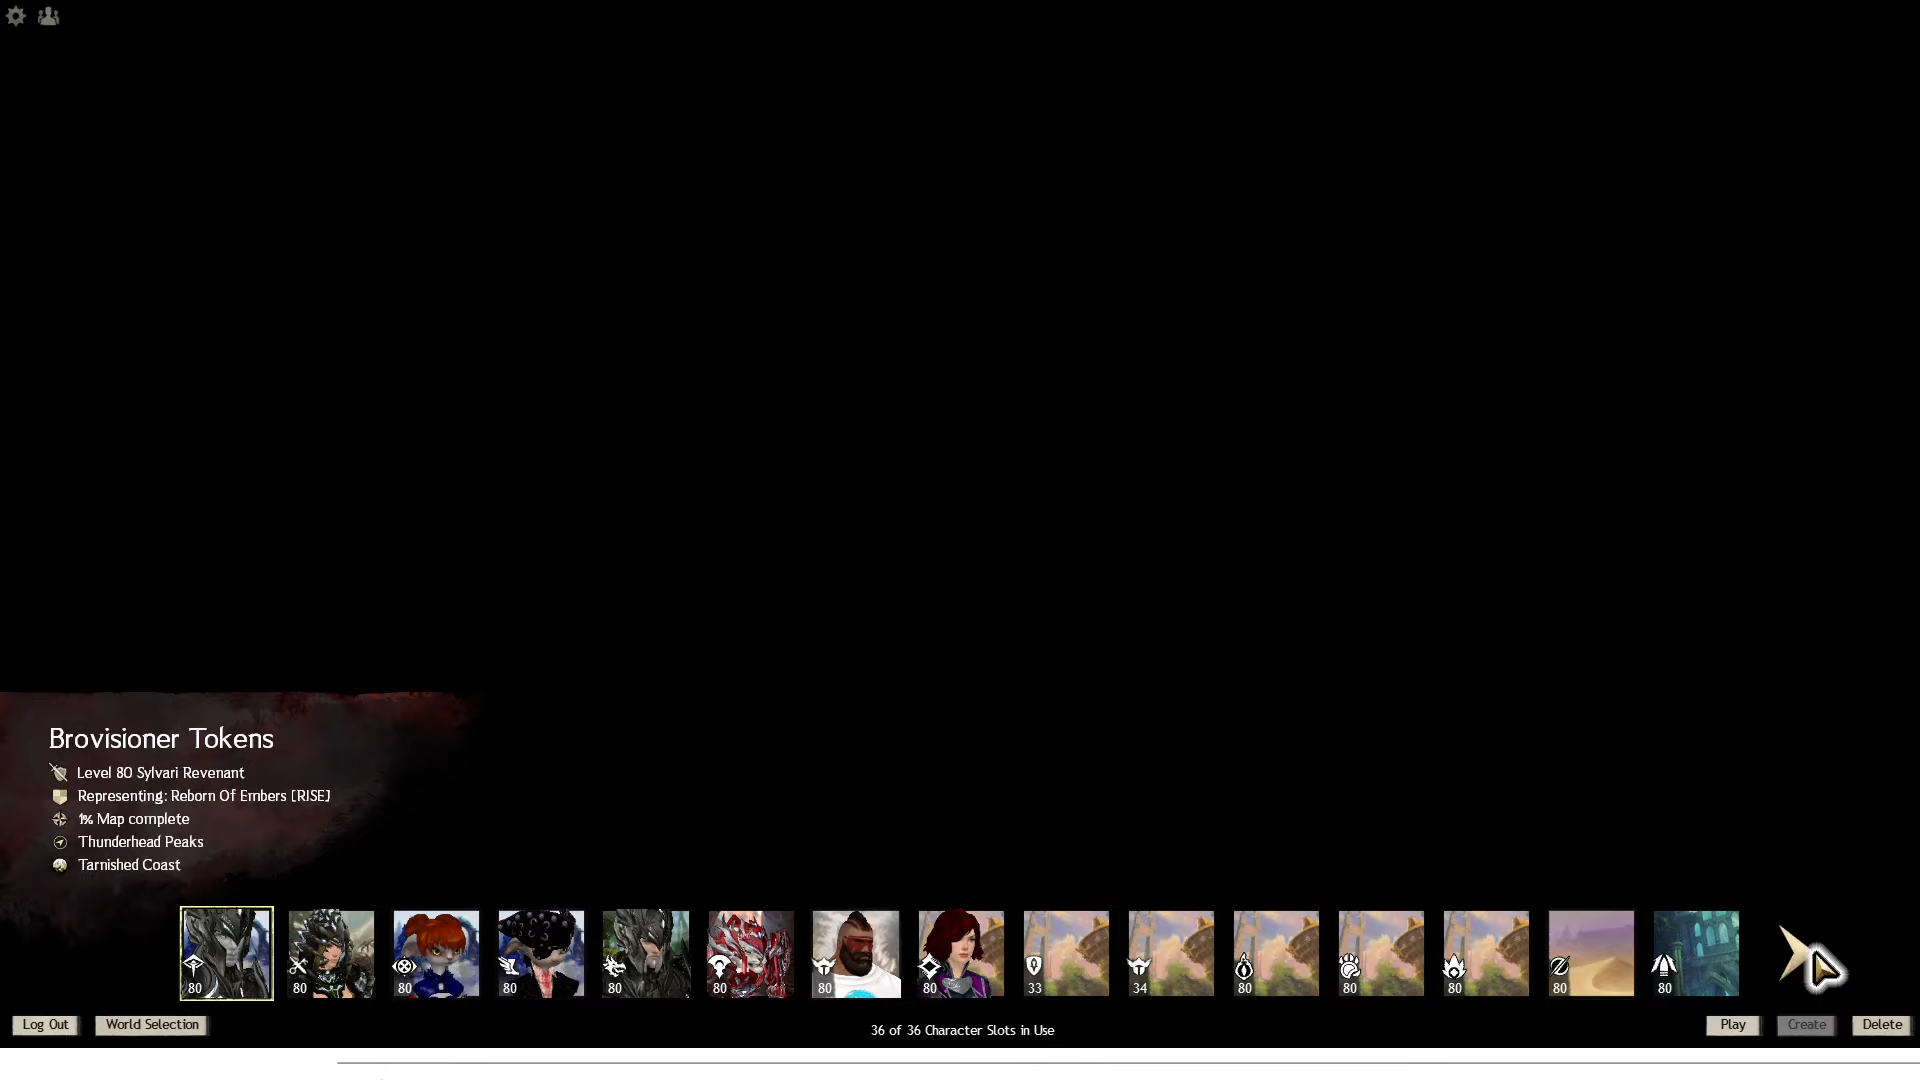 Brovisioner Tokens
Level 80 Sylvari Revenant
Representing: Reborn Of Embers [RISE]
1% Map complete
Thunderhead Peaks
Tarnished Coast
80 80 80 80 80 80 80 80 33 34 80 80 80 80 80
Log Out World Selection 36 of 36 Character Slots in Use Play Create Delete